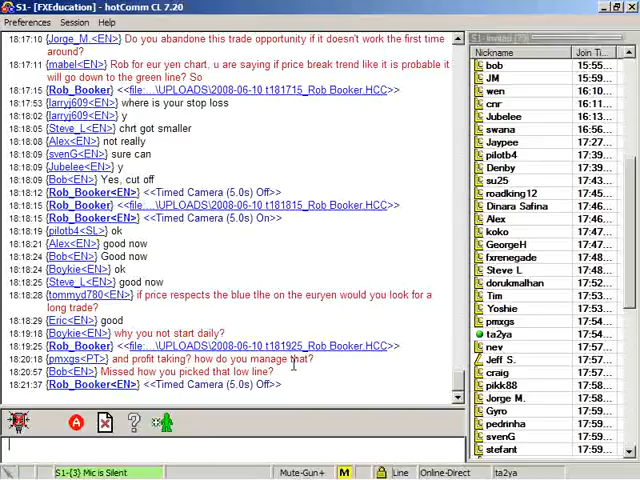 S1- [FXEducation] - hotComm CL 7.20
Preferences Session Help
18:17:10 {Jorge_M.<EN>} Do you abandone this trade opportunity if it doesn't work the first time
around?
18:17:11 {mabel<EN>} Rob for eur yen chart, u are saying if price break trend like it is probable it
will go down to the green line? So
18:17:15 {Rob_Booker} <<file:...\UPLOADS\2008-06-10 t181715_Rob Booker.HCC>>
18:17:53 {larryj609<EN>} where is your stop loss
18:18:02 {larryj609<EN>} y
18:18:08 {Steve_L<EN>} chrt got smaller
18:18:08 {Alex<EN>} not really
18:18:09 {svenG<EN>} sure can
18:18:09 {Jubelee<EN>} y
18:18:09 {Bob<EN>} Yes, cut off
18:18:12 {Rob_Booker<EN>} <<Timed Camera (5.0s) Off>>
18:18:15 {Rob_Booker} <<file:...\UPLOADS\2008-06-10 t181815_Rob Booker.HCC>>
18:18:15 {Rob_Booker<EN>} <<Timed Camera (5.0s) On>>
18:18:19 {pilotb4<SL>} ok
18:18:21 {Alex<EN>} good now
18:18:24 {Bob<EN>} Good now
18:18:24 {Boykie<EN>} ok
18:18:25 {Steve_L<EN>} good now
18:18:28 {tommyd780<EN>} if price respects the blue tlhe on the euryen would you look for a
long trade?
18:18:29 {Eric<EN>} good
18:19:18 {Boykie<EN>} why you not start daily?
18:19:25 {Rob_Booker} <<file:...\UPLOADS\2008-06-10 t181925_Rob Booker.HCC>>
18:20:18 {pmxgs<PT>} and profit taking? how do you manage that?
18:20:57 {Bob<EN>} Missed how you picked that low line?
18:21:37 {Rob_Booker<EN>} <<Timed Camera (5.0s) Off>>
Nickname Join Ti...
bob 15:55...
JM 15:59...
wen 16:10...
cnr 16:11...
Jubelee 16:13...
swana 16:56...
Jaypee 17:27...
pilotb4 17:39...
Denby 17:39...
su25 17:43...
roadking12 17:45...
Dinara Safina 17:46...
Alex 17:46...
koko 17:47...
GeorgeH 17:47...
fxrenegade 17:48...
Steve L 17:48...
dorukmalhan 17:52...
Tim 17:53...
Yoshie 17:53...
pmxgs 17:54...
ta2ya 17:54...
nev 17:57...
Jeff S. 17:57...
craig 17:57...
pikk88 17:57...
Jorge M. 17:58...
Gyro 17:59...
pedrinha 17:59...
svenG 17:59...
stefant 17:59...
A X ?
S1-{3} Mic is Silent Mute-Gun+ M Line Online-Direct ta2ya